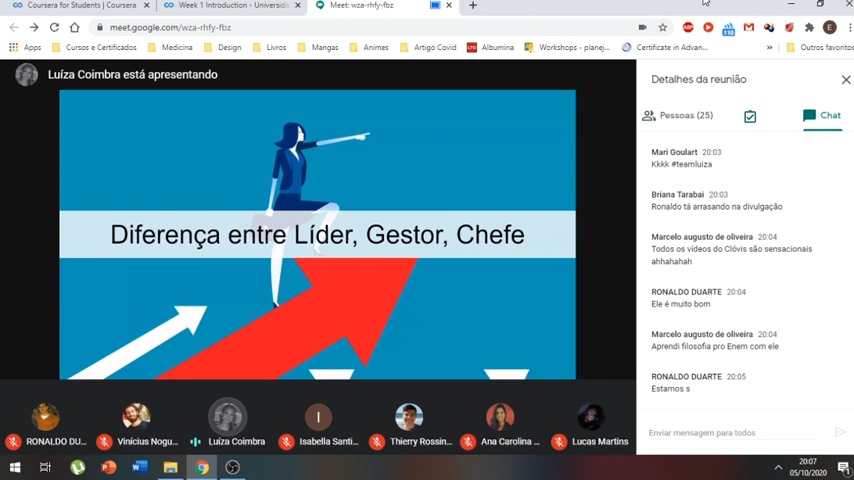 Coursera for Students | Coursera
Week 1 Introduction - Universida
Meet: wza-rhfy-fbz
meet.google.com/wza-rhfy-fbz
ABP
110
E
Apps
Cursos e Certificados
Medicina
Design
Livros
Mangas
Animes
Artigo Covid
Albumina
Workshops - planej...
Certificate in Advan...
»
Outros favoritos
Luíza Coimbra está apresentando
Diferença entre Líder, Gestor, Chefe
RONALDO DU...
Vinícius Nogu...
Luíza Coimbra
I
Isabella Santi...
Thierry Rossin...
Ana Carolina ...
Lucas Martins
Detalhes da reunião
Pessoas (25)
Chat
Mari Goulart 20:03
Kkkk #teamluiza
Briana Tarabai 20:03
Ronaldo tá arrasando na divulgação
Marcelo augusto de oliveira 20:04
Todos os vídeos do Clóvis são sensacionais
ahhahahah
RONALDO DUARTE 20:04
Ele é muito bom
Marcelo augusto de oliveira 20:04
Aprendi filosofia pro Enem com ele
RONALDO DUARTE 20:05
Estamos s
Enviar mensagem para todos
20:07
05/10/2020